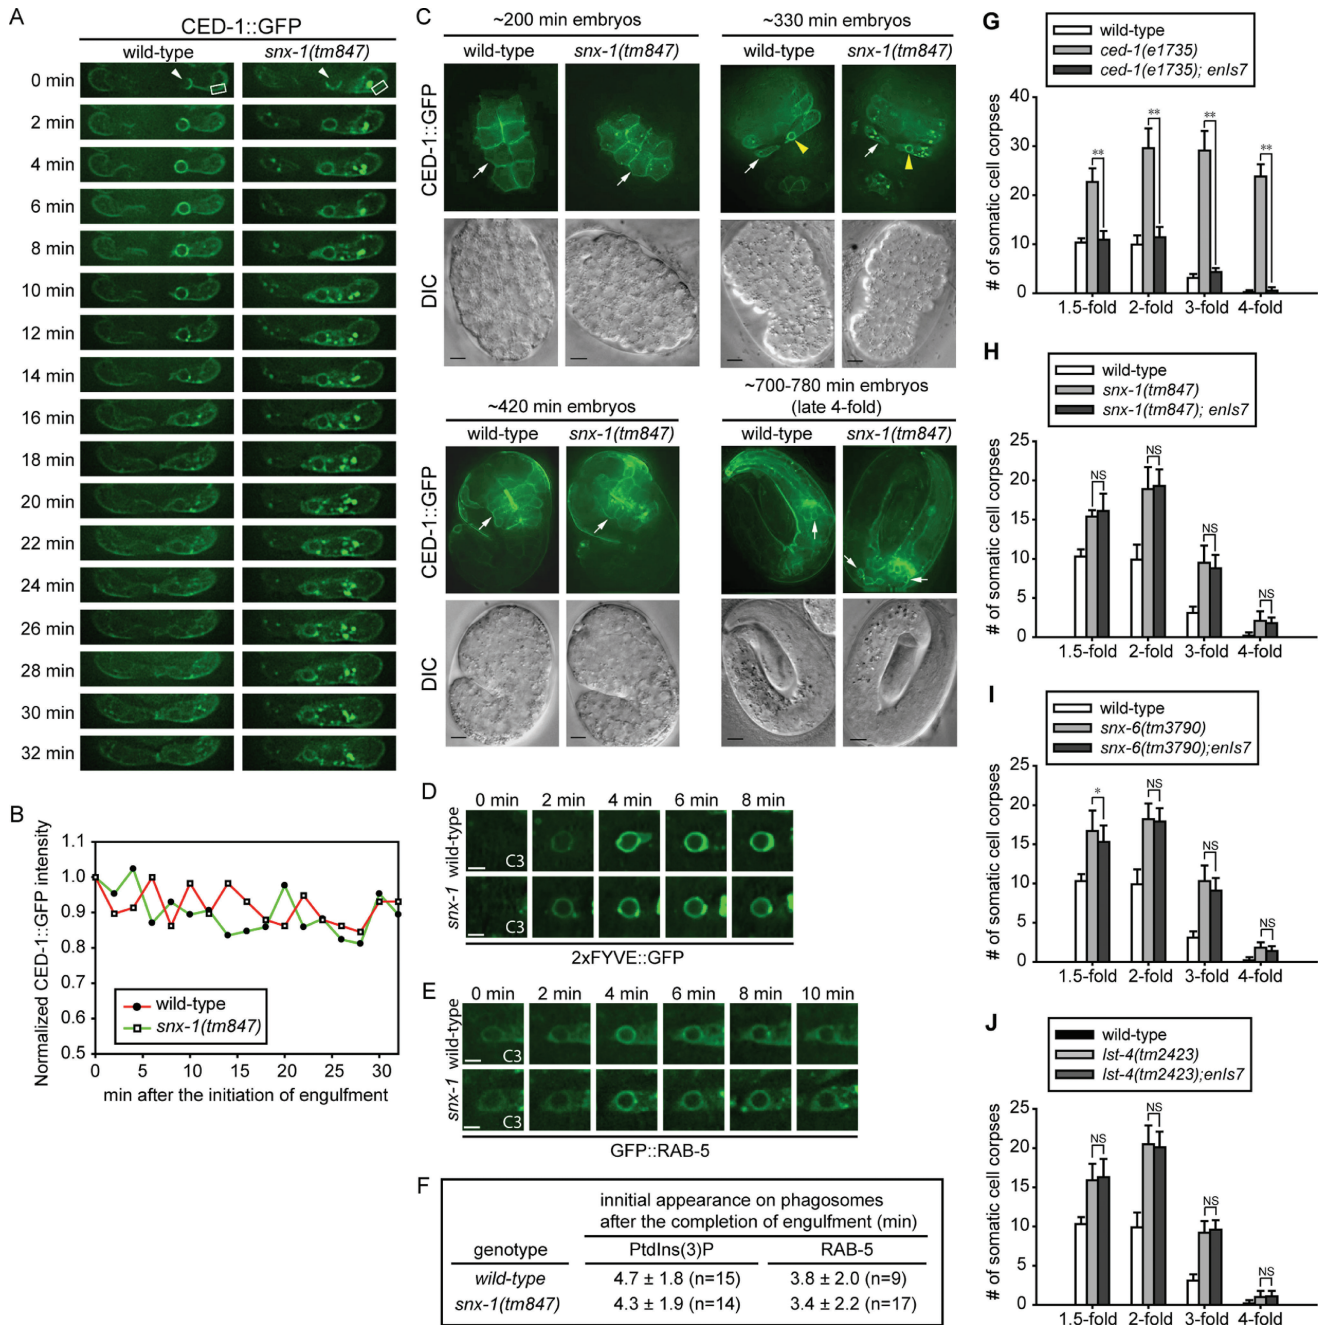 A
CED-1::GFP
wild-type snx-1(tm847)
0 min
2 min
4 min
6 min
8 min
10 min
12 min
14 min
16 min
18 min
20 min
22 min
24 min
26 min
28 min
30 min
32 min
B
Normalized CED-1::GFP intensity
1.1
1.0
0.9
0.8
0.7
0.6
0.5
wild-type
snx-1(tm847)
0 5 10 15 20 25 30
min after the initiation of engulfment
C
~200 min embryos ~330 min embryos
wild-type snx-1(tm847) wild-type snx-1(tm847)
CED-1::GFP
DIC
~420 min embryos
~700-780 min embryos
(late 4-fold)
wild-type snx-1(tm847) wild-type snx-1(tm847)
CED-1::GFP
DIC
D
0 min 2 min 4 min 6 min 8 min
wild-type
C3
snx-1
C3
2xFYVE::GFP
E
0 min 2 min 4 min 6 min 8 min 10 min
wild-type
C3
snx-1
C3
GFP::RAB-5
F
innitial appearance on phagosomes
after the completion of engulfment (min)
genotype PtdIns(3)P RAB-5
wild-type 4.7 ± 1.8 (n=15) 3.8 ± 2.0 (n=9)
snx-1(tm847) 4.3 ± 1.9 (n=14) 3.4 ± 2.2 (n=17)
G
wild-type
ced-1(e1735)
ced-1(e1735); enIs7
# of somatic cell corpses
40
30
20
10
0
** ** ** **
1.5-fold 2-fold 3-fold 4-fold
H
wild-type
snx-1(tm847)
snx-1(tm847); enIs7
# of somatic cell corpses
25
20
15
10
5
0
NS NS NS NS
1.5-fold 2-fold 3-fold 4-fold
I
wild-type
snx-6(tm3790)
snx-6(tm3790);enIs7
# of somatic cell corpses
25
20
15
10
5
0
* NS NS NS
1.5-fold 2-fold 3-fold 4-fold
J
wild-type
lst-4(tm2423)
lst-4(tm2423);enIs7
# of somatic cell corpses
25
20
15
10
5
0
NS NS NS NS
1.5-fold 2-fold 3-fold 4-fold